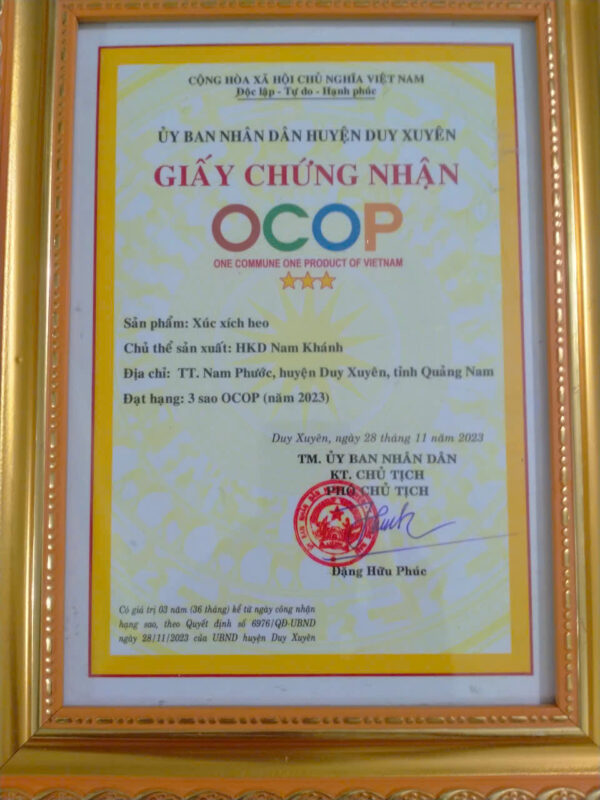 CỘNG HÒA XÃ HỘI CHỦ NGHĨA VIỆT NAM
Độc lập - Tự do - Hạnh phúc
ỦY BAN NHÂN DÂN HUYỆN DUY XUYÊN
GIẤY CHỨNG NHẬN
OCOP
ONE COMMUNE ONE PRODUCT OF VIETNAM
Sản phẩm: Xúc xích heo
Chủ thể sản xuất: HKD Nam Khánh
Địa chỉ: TT. Nam Phước, huyện Duy Xuyên, tỉnh Quảng Nam
Đạt hạng: 3 sao OCOP (năm 2023)
Duy Xuyên, ngày 28 tháng 11 năm 2023
TM. ỦY BAN NHÂN DÂN
KT. CHỦ TỊCH
PHÓ CHỦ TỊCH
Đặng Hữu Phúc
Có giá trị 03 năm (36 tháng) kể từ ngày công nhận
hạng sao, theo Quyết định số 6976/QĐ-UBND
ngày 28/11/2023 của UBND huyện Duy Xuyên